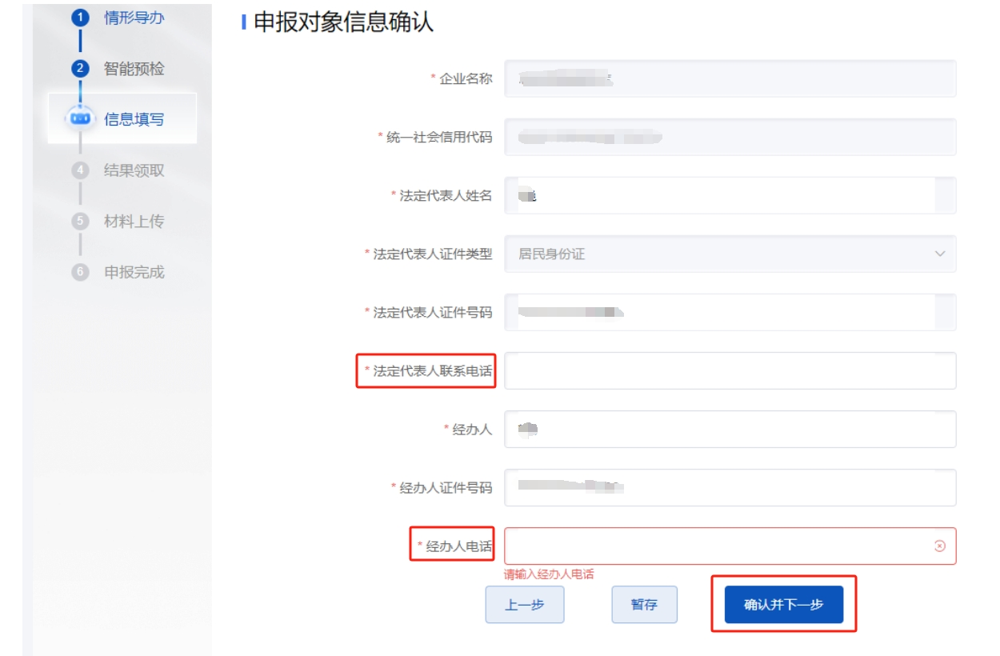 1 情形导办
2 智能预检
信息填写
4 结果领取
5 材料上传
6 申报完成
申报对象信息确认
* 企业名称
* 统一社会信用代码
* 法定代表人姓名
* 法定代表人证件类型 居民身份证
* 法定代表人证件号码
* 法定代表人联系电话
* 经办人
* 经办人证件号码
* 经办人电话
请输入经办人电话
上一步 暂存 确认并下一步